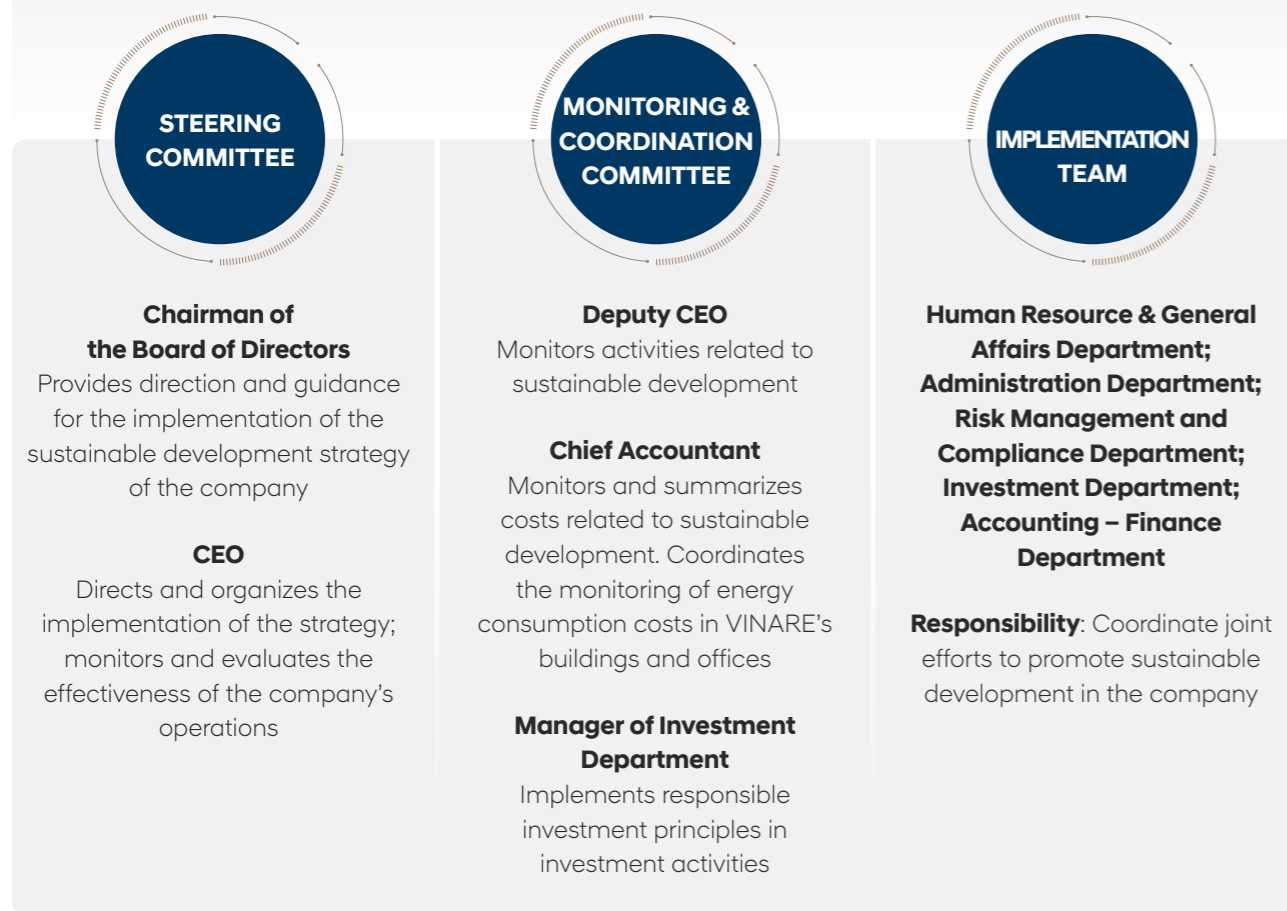 STEERING
COMMITTEE
Chairman of
the Board of Directors
Provides direction and guidance
for the implementation of the
sustainable development strategy
of the company
CEO
Directs and organizes the
implementation of the strategy;
monitors and evaluates the
effectiveness of the company’s
operations
MONITORING &
COORDINATION
COMMITTEE
Deputy CEO
Monitors activities related to
sustainable development
Chief Accountant
Monitors and summarizes
costs related to sustainable
development. Coordinates
the monitoring of energy
consumption costs in VINARE’s
buildings and offices
Manager of Investment
Department
Implements responsible
investment principles in
investment activities
IMPLEMENTATION
TEAM
Human Resource & General
Affairs Department;
Administration Department;
Risk Management and
Compliance Department;
Investment Department;
Accounting – Finance
Department
Responsibility: Coordinate joint
efforts to promote sustainable
development in the company